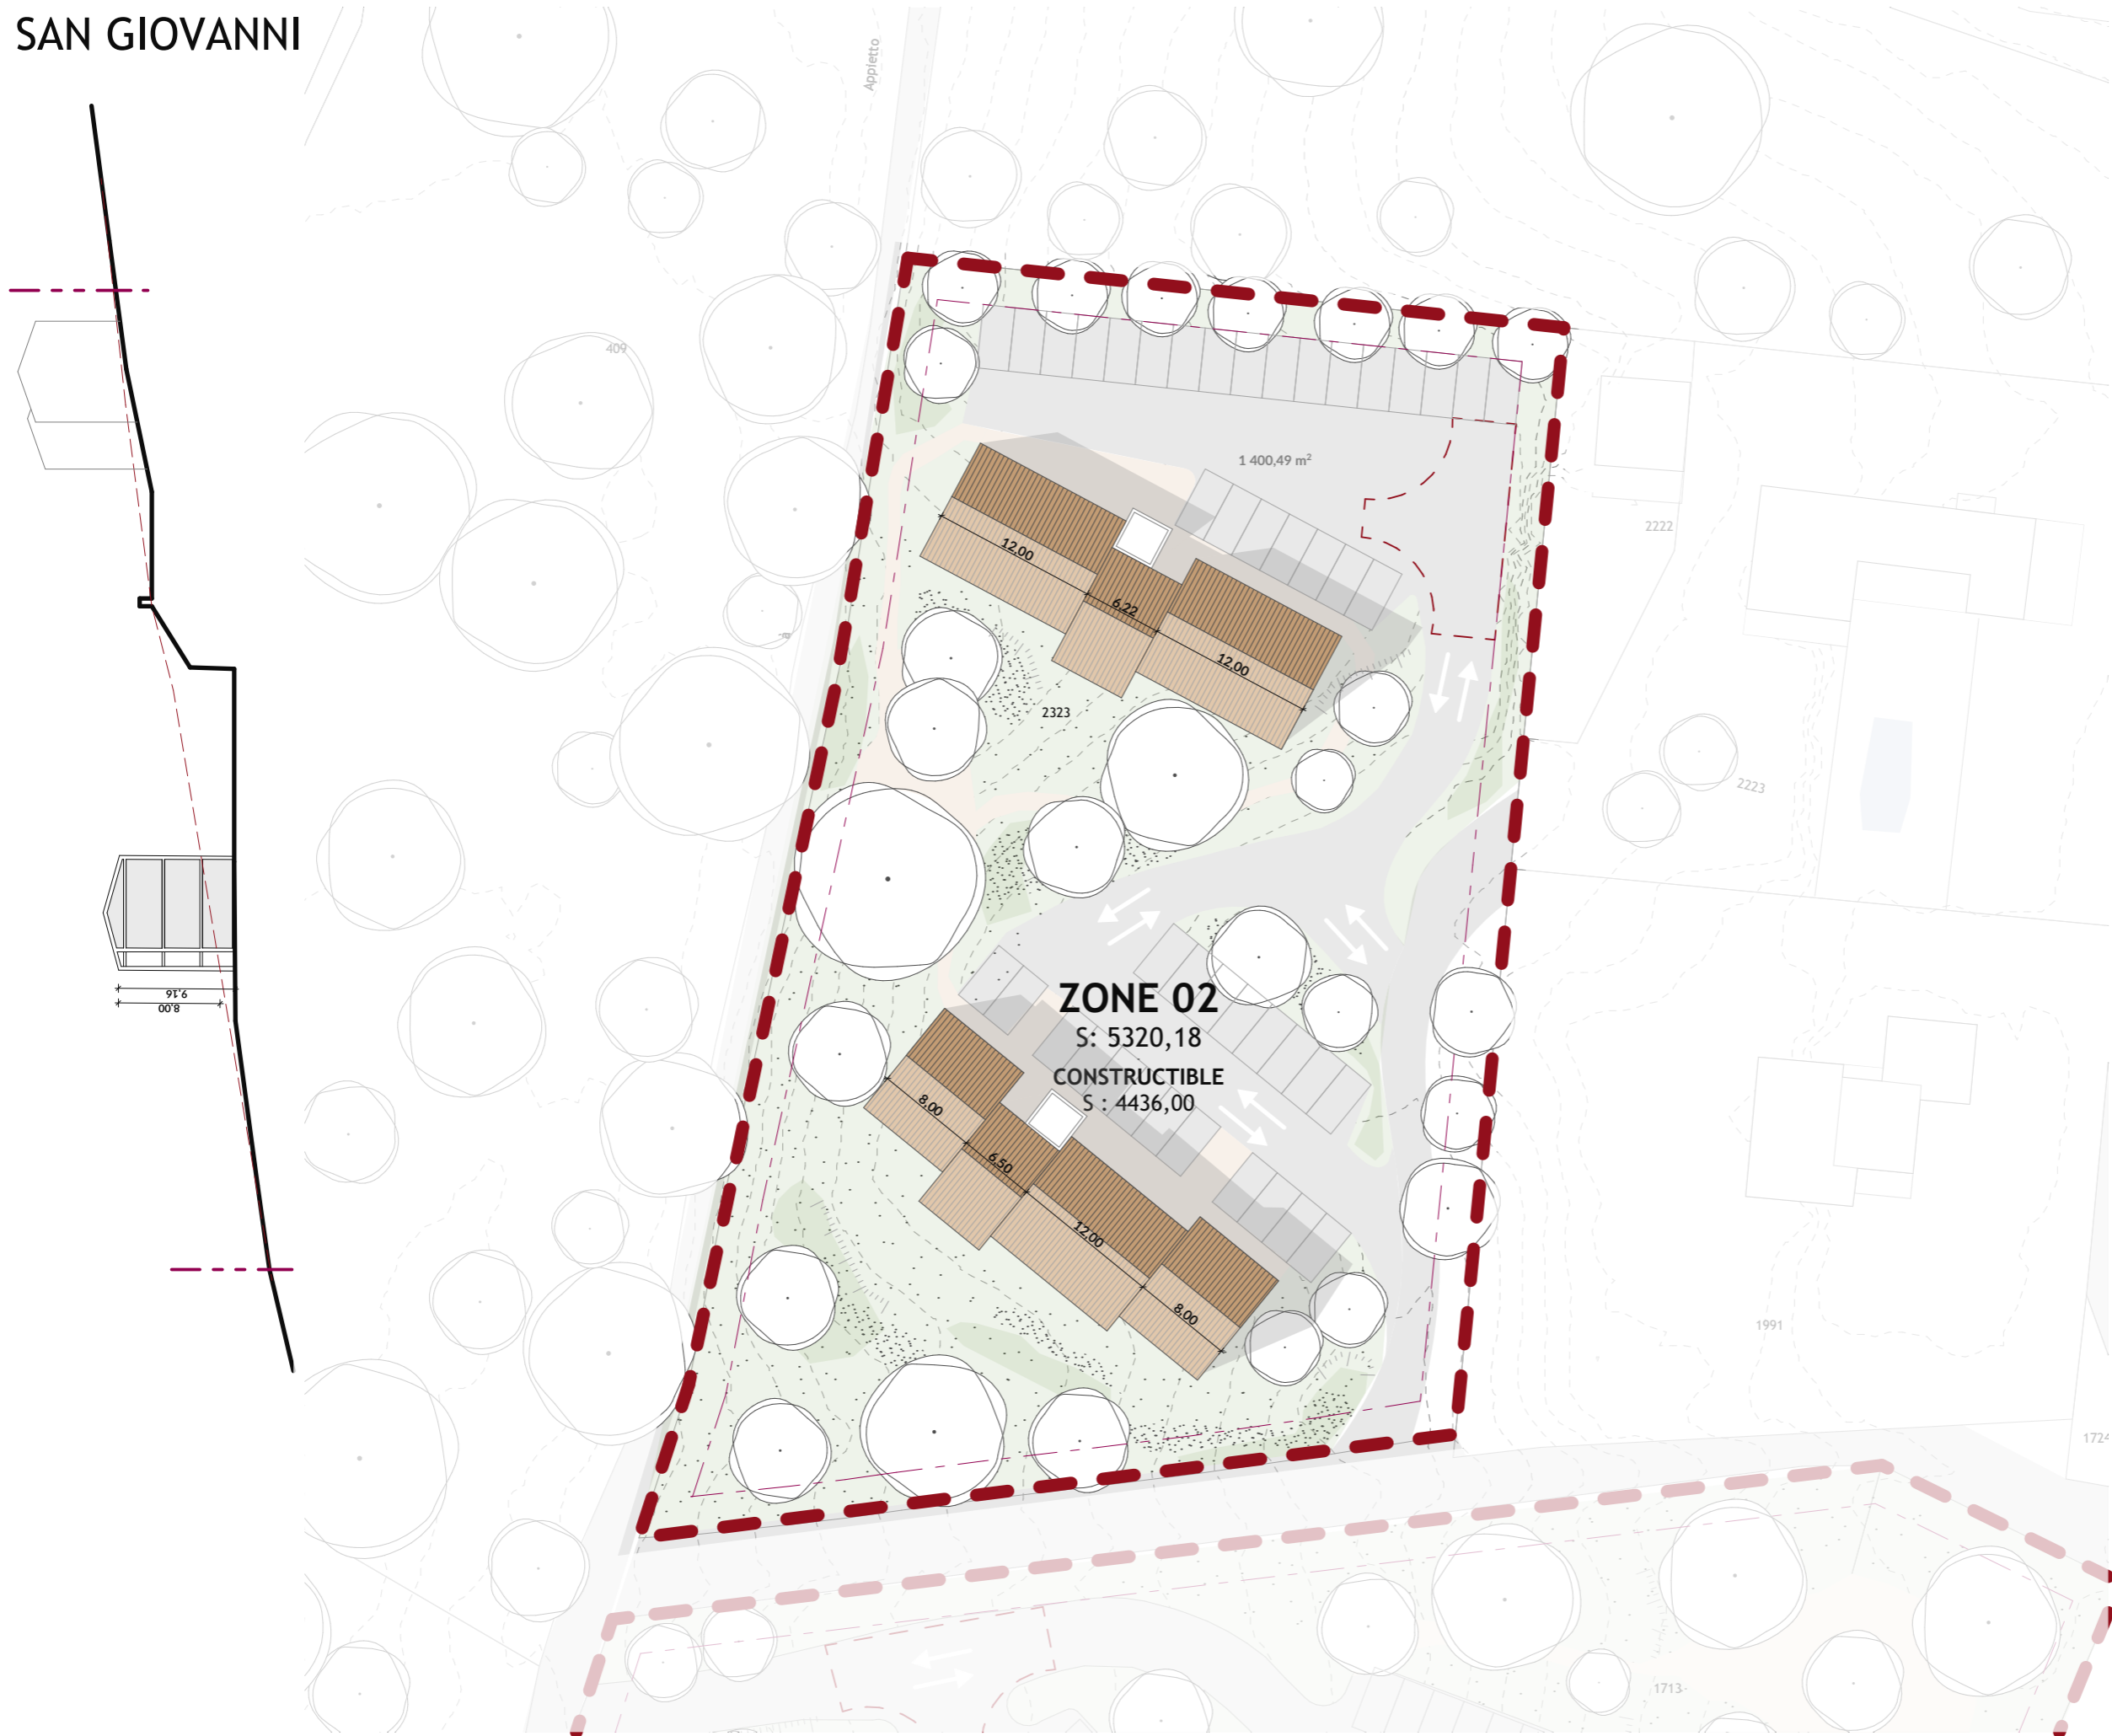 SAN GIOVANNI
Appietto
409
1 400,49 m²
2222
12,00
6,22
12,00
2323
2223
9,16
8,00
ZONE 02
S: 5320,18
CONSTRUCTIBLE
S : 4436,00
8,00
6,50
12,00
8,00
1991
1724
1713